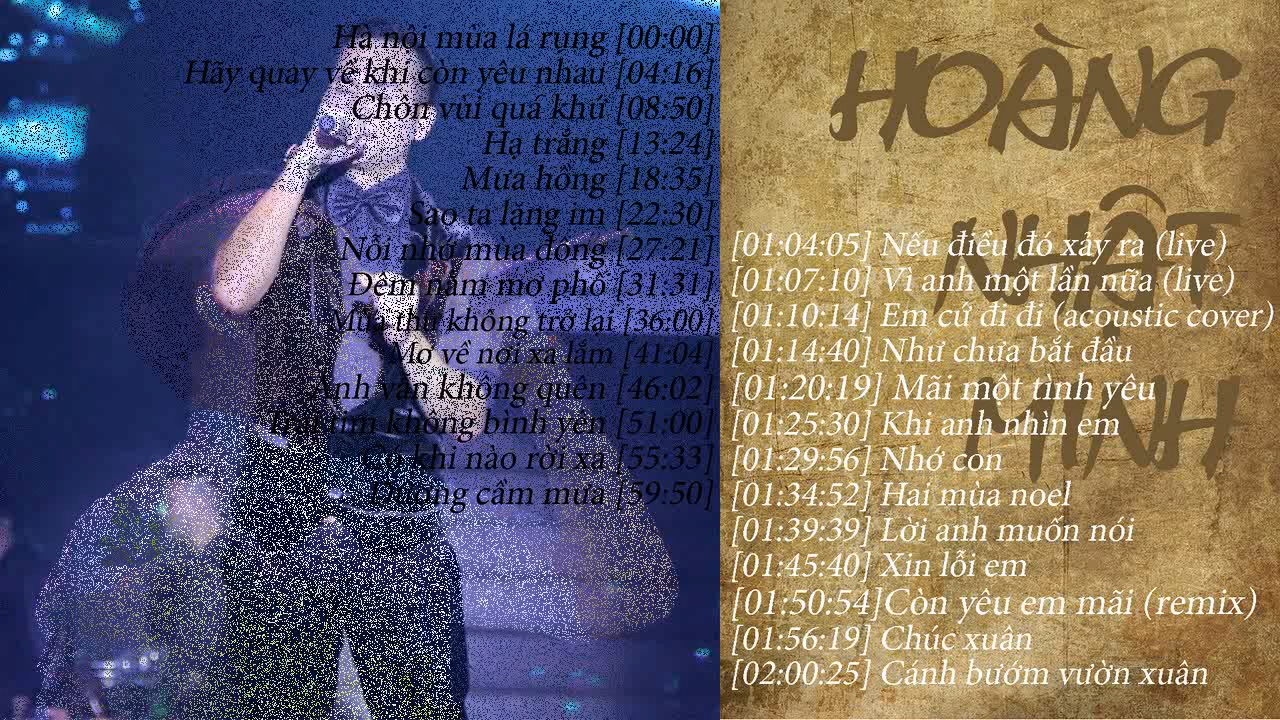 Hà nội mùa lá rụng [00:00]
Hãy quay về khi còn yêu nhau [04:16]
Chôn vùi quá khứ [08:50]
Hạ trắng [13:24]
Mưa hồng [18:35]
Sao ta lặng im [22:30]
Nỗi nhớ mùa đông [27:21]
Đêm nằm mơ phố [31:31]
Mùa thu không trở lại [36:00]
Mơ về nơi xa lắm [41:04]
Anh vẫn không quên [46:02]
Trái tim không bình yên [51:00]
Có khi nào rời xa [55:33]
Dương cầm mưa [59:50]
HOÀNG
NHẬT
MINH
[01:04:05] Nếu điều đó xảy ra (live)
[01:07:10] Vì anh một lần nữa (live)
[01:10:14] Em cứ đi đi (acoustic cover)
[01:14:40] Như chưa bắt đầu
[01:20:19] Mãi một tình yêu
[01:25:30] Khi anh nhìn em
[01:29:56] Nhớ con
[01:34:52] Hai mùa noel
[01:39:39] Lời anh muốn nói
[01:45:40] Xin lỗi em
[01:50:54]Còn yêu em mãi (remix)
[01:56:19] Chúc xuân
[02:00:25] Cánh bướm vườn xuân